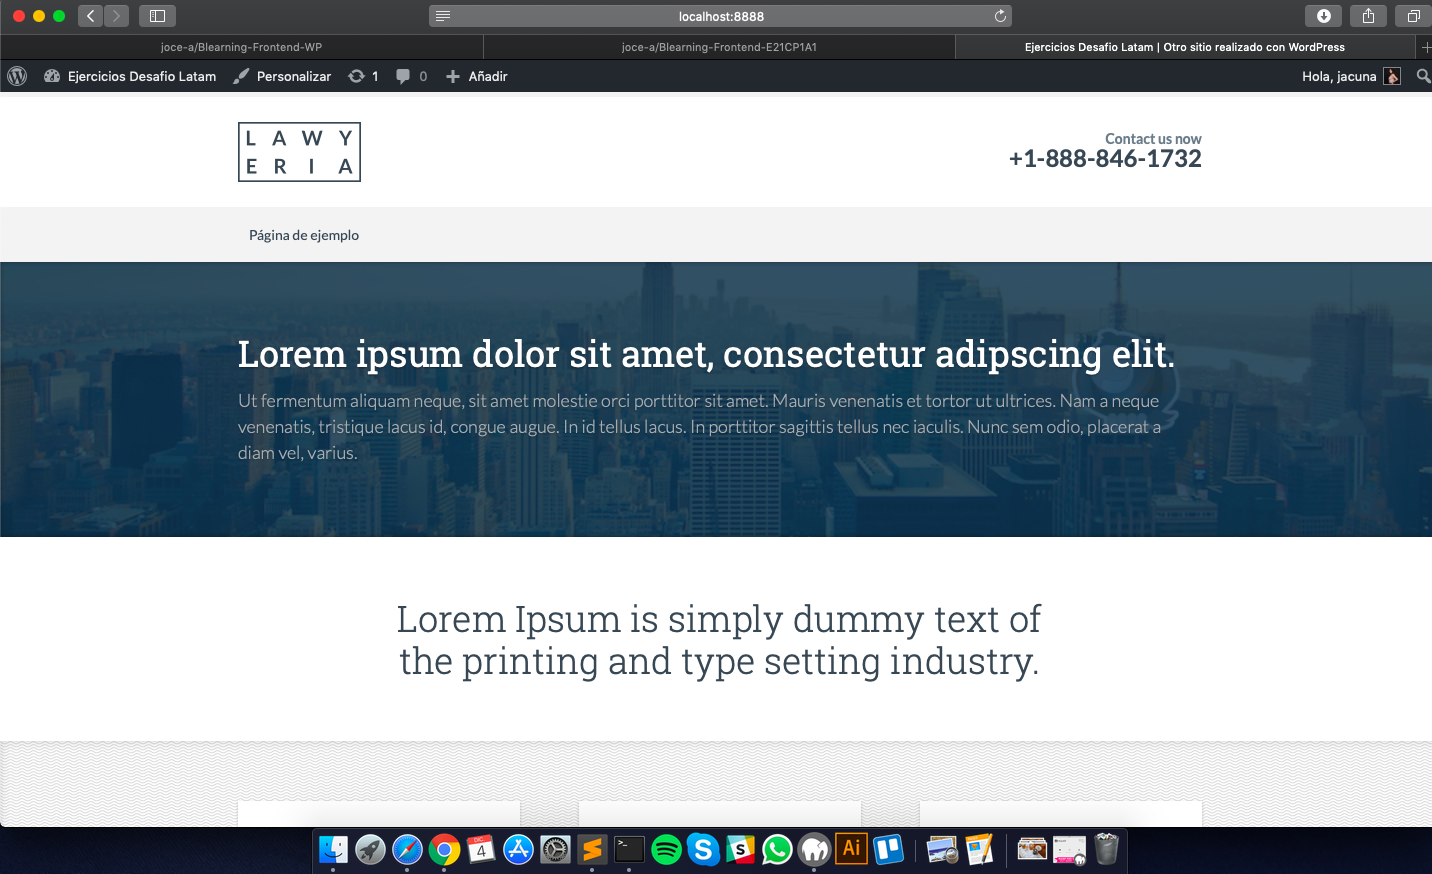 localhost:8888
joce-a/Blearning-Frontend-WP
joce-a/Blearning-Frontend-E21CP1A1
Ejercicios Desafio Latam | Otro sitio realizado con WordPress
Ejercicios Desafio Latam
Personalizar
1
0
Añadir
Hola, jacuna
LAWY
ERIA
Contact us now
+1-888-846-1732
Página de ejemplo
Lorem ipsum dolor sit amet, consectetur adipscing elit.
Ut fermentum aliquam neque, sit amet molestie orci porttitor sit amet. Mauris venenatis et tortor ut ultrices. Nam a neque
venenatis, tristique lacus id, congue augue. In id tellus lacus. In porttitor sagittis tellus nec iaculis. Nunc sem odio, placerat a
diam vel, varius.
Lorem Ipsum is simply dummy text of
the printing and type setting industry.
DIC
4
Ai